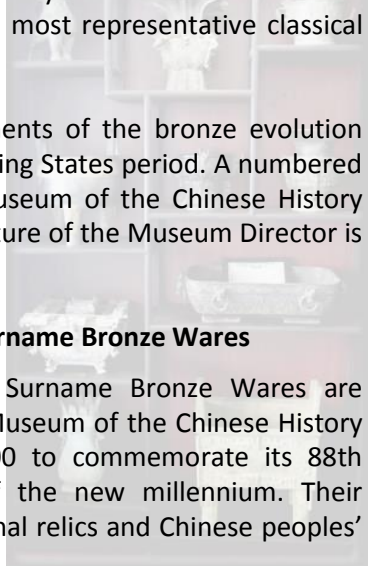 most representative classical
ents of the bronze evolution
ing States period. A numbered
useum of the Chinese History
ture of the Museum Director is
rname Bronze Wares
Surname Bronze Wares are
Museum of the Chinese History
00 to commemorate its 88th
f the new millennium. Their
nal relics and Chinese peoples’